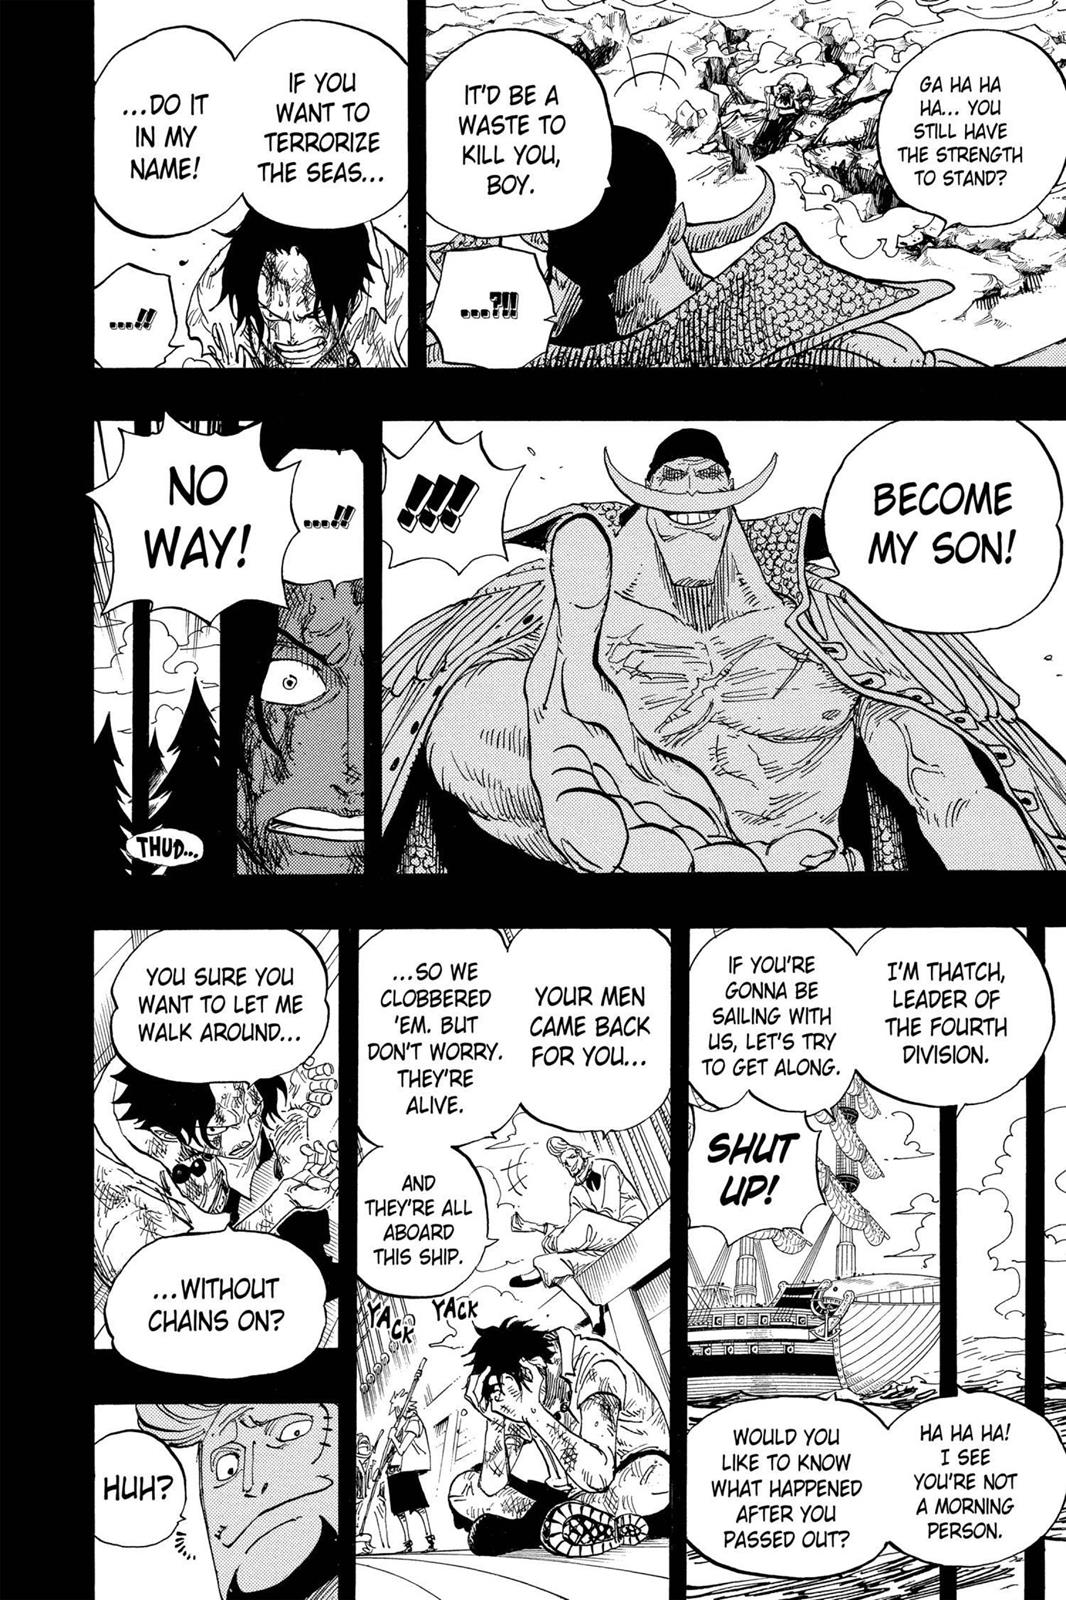 GA HA HA
HA... YOU
STILL HAVE
THE STRENGTH
TO STAND?
IT'D BE A
WASTE TO
KILL YOU,
BOY.
...?!!
IF YOU
WANT TO
TERRORIZE
THE SEAS...
...DO IT
IN MY
NAME!
...!!
BECOME
MY SON!
!!!
...!!
NO
WAY!
THUD...
I'M THATCH,
LEADER OF
THE FOURTH
DIVISION.
IF YOU'RE
GONNA BE
SAILING WITH
US, LET'S TRY
TO GET ALONG.
SHUT
UP!
HA HA HA!
I SEE
YOU'RE NOT
A MORNING
PERSON.
WOULD YOU
LIKE TO KNOW
WHAT HAPPENED
AFTER YOU
PASSED OUT?
YOUR MEN
CAME BACK
FOR YOU...
...SO WE
CLOBBERED
'EM. BUT
DON'T WORRY.
THEY'RE
ALIVE.
AND
THEY'RE ALL
ABOARD
THIS SHIP.
YACK
YACK
YACK
YOU SURE YOU
WANT TO LET ME
WALK AROUND...
...WITHOUT
CHAINS ON?
HUH?